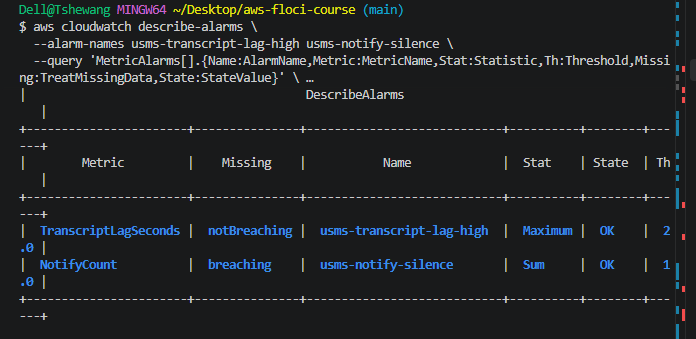 Dell@Tshewang MINGW64 ~/Desktop/aws-floci-course (main)
$ aws cloudwatch describe-alarms \
  --alarm-names usms-transcript-lag-high usms-notify-silence \
  --query 'MetricAlarms[].{Name:AlarmName,Metric:MetricName,Stat:Statistic,Th:Threshold,Missi
ng:TreatMissingData,State:StateValue}' \ …
|                                   DescribeAlarms
   |
+-----------------------+--------------+----------------------------+----------+--------+---
---+
|        Metric         |   Missing    |           Name             |  Stat    | State  | Th
   |
+-----------------------+--------------+----------------------------+----------+--------+---
---+
|  TranscriptLagSeconds |  notBreaching |  usms-transcript-lag-high  |  Maximum |  OK    |  2
.0 |
|  NotifyCount          |  breaching    |  usms-notify-silence       |  Sum     |  OK    |  1
.0 |
+-----------------------+--------------+----------------------------+----------+--------+---
---+